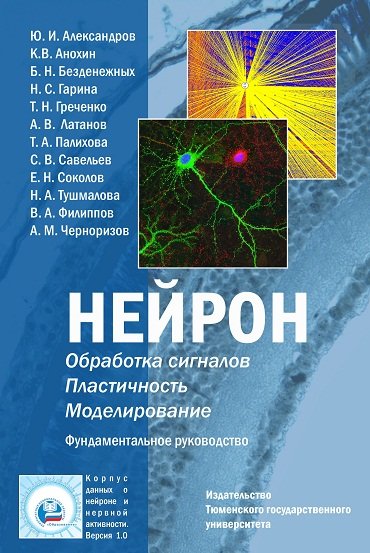 Ю. И. Александров
К.В. Анохин
Б. Н. Безденежных
Н. С. Гарина
Т. Н. Греченко
А. В. Латанов
Т. А. Палихова
С. В. Савельев
Е. Н. Соколов
Н. А. Тушмалова
В. А. Филиппов
А. М. Черноризов
НЕЙРОН
Обработка сигналов
Пластичность
Моделирование
Фундаментальное руководство
Корпус
данных о
нейроне и
нервной
активности.
Версия 1.0
Издательство
Тюменского государственного
университета